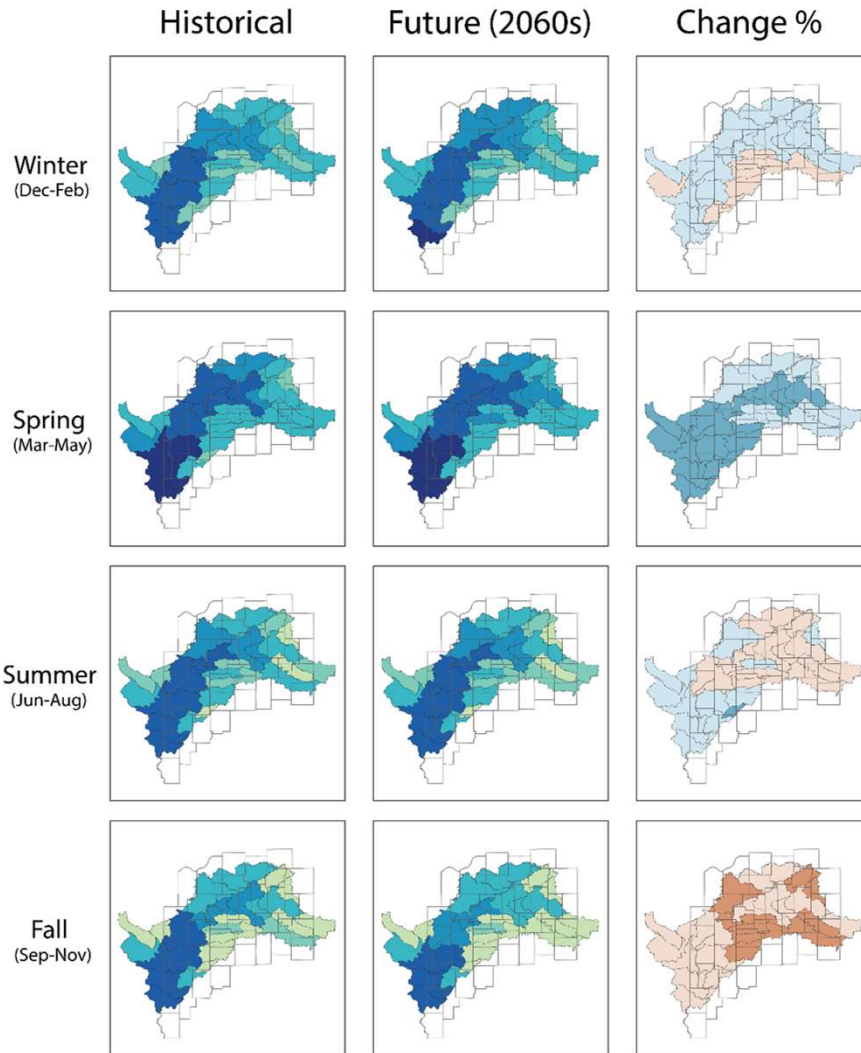 Historical
Future (2060s)
Change %
Winter
(Dec-Feb)
Spring
(Mar-May)
Summer
(Jun-Aug)
Fall
(Sep-Nov)